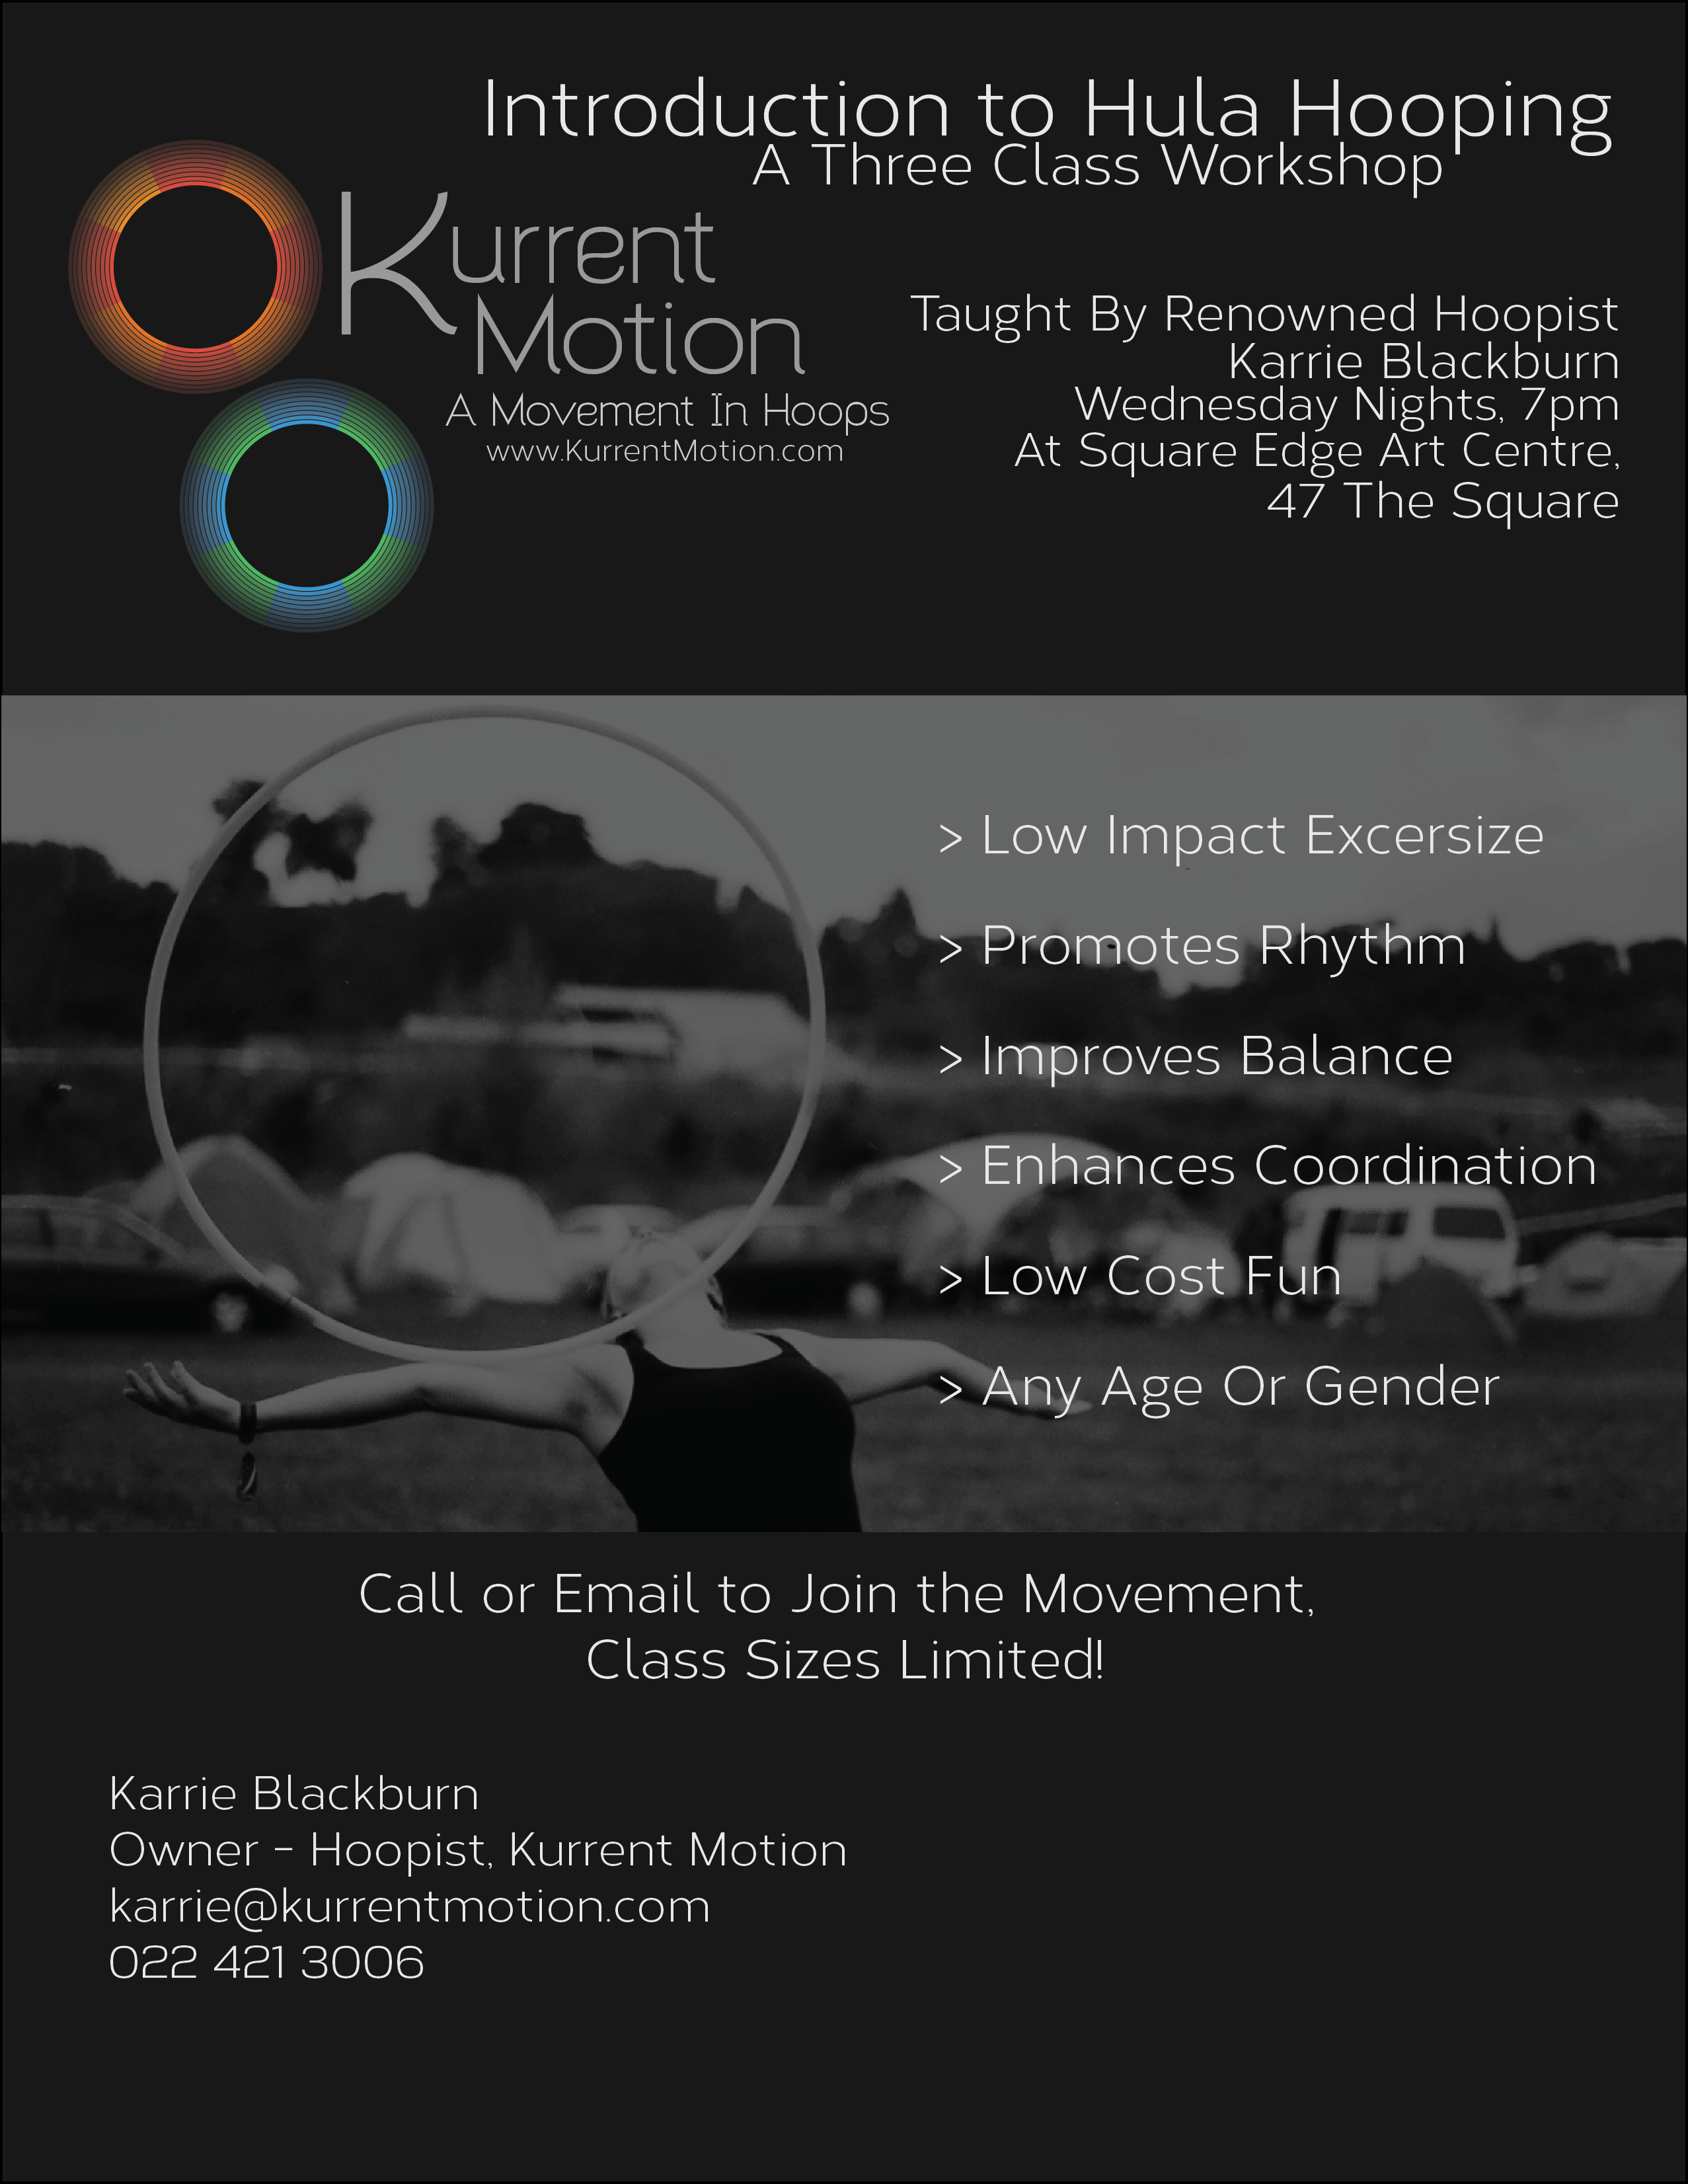 Introduction to Hula Hooping
A Three Class Workshop
Kurrent
Motion
A Movement In Hoops
www.KurrentMotion.com
Taught By Renowned Hoopist
Karrie Blackburn
Wednesday Nights, 7pm
At Square Edge Art Centre,
47 The Square
> Low Impact Excersize
> Promotes Rhythm
> Improves Balance
> Enhances Coordination
> Low Cost Fun
> Any Age Or Gender
Call or Email to Join the Movement,
Class Sizes Limited!
Karrie Blackburn
Owner - Hoopist, Kurrent Motion
karrie@kurrentmotion.com
022 421 3006